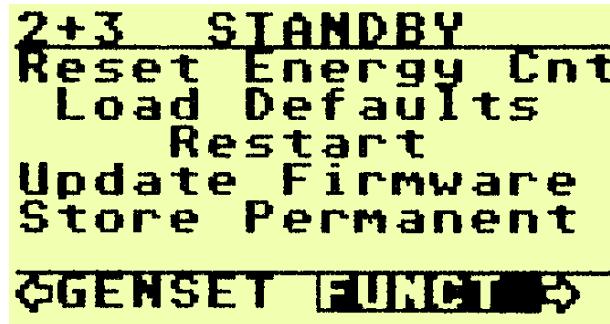 2+3 STANDBY
Reset Energy Cnt
Load Defaults
Restart
Update Firmware
Store Permanent
GENSET FUNCT